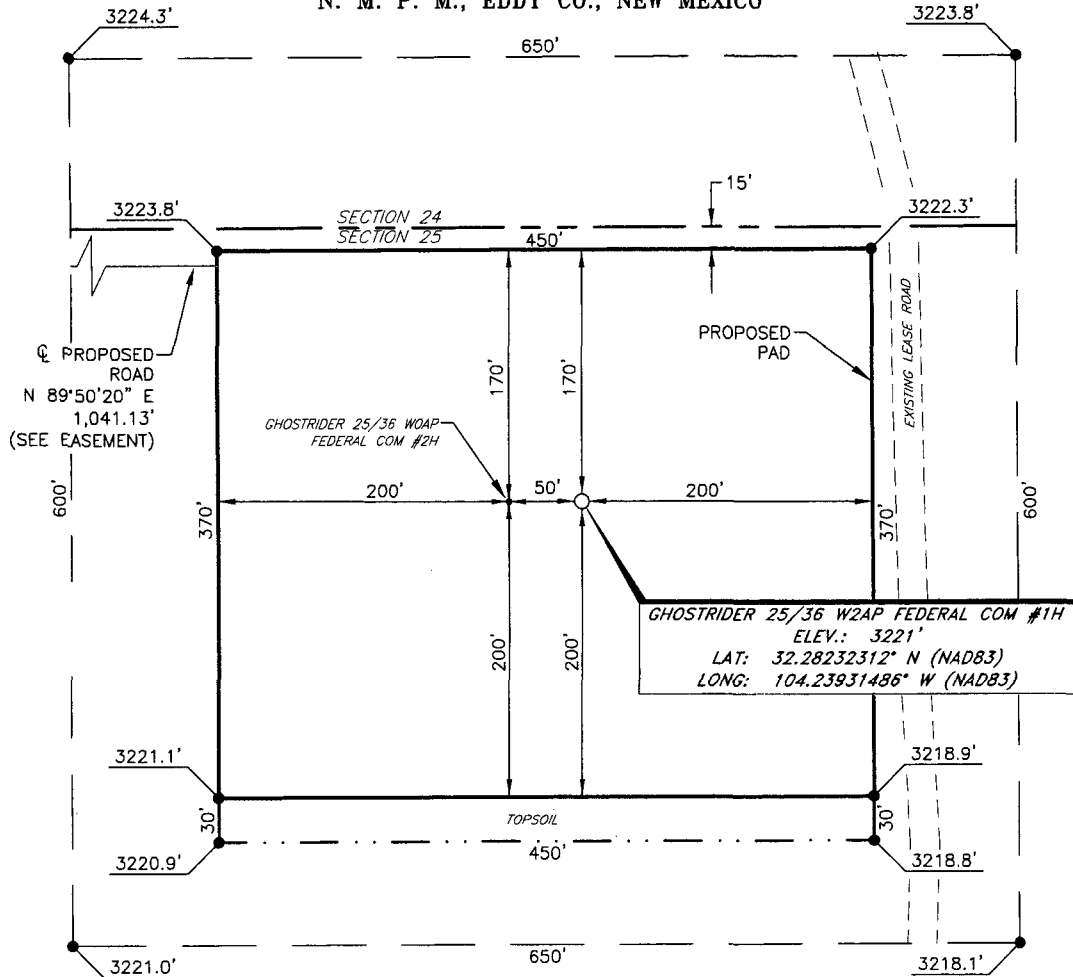 N. M. P. M., EDDY CO., NEW MEXICO
3224.3'
3223.8'
650'
15'
3223.8'
SECTION 24
SECTION 25
3222.3'
450'
EXISTING LEASE ROAD
PROPOSED
PAD
℄ PROPOSED
ROAD
N 89°50'20" E
1,041.13'
(SEE EASEMENT)
170'
170'
GHOSTRIDER 25/36 WOAP
FEDERAL COM #2H
200'
50'
200'
600'
370'
370'
600'
GHOSTRIDER 25/36 W2AP FEDERAL COM #1H
ELEV.: 3221'
LAT: 32.28232312° N (NAD83)
LONG: 104.23931486° W (NAD83)
200'
200'
3221.1'
3218.9'
30'
TOPSOIL
30'
450'
3220.9'
3218.8'
650'
3221.0'
3218.1'